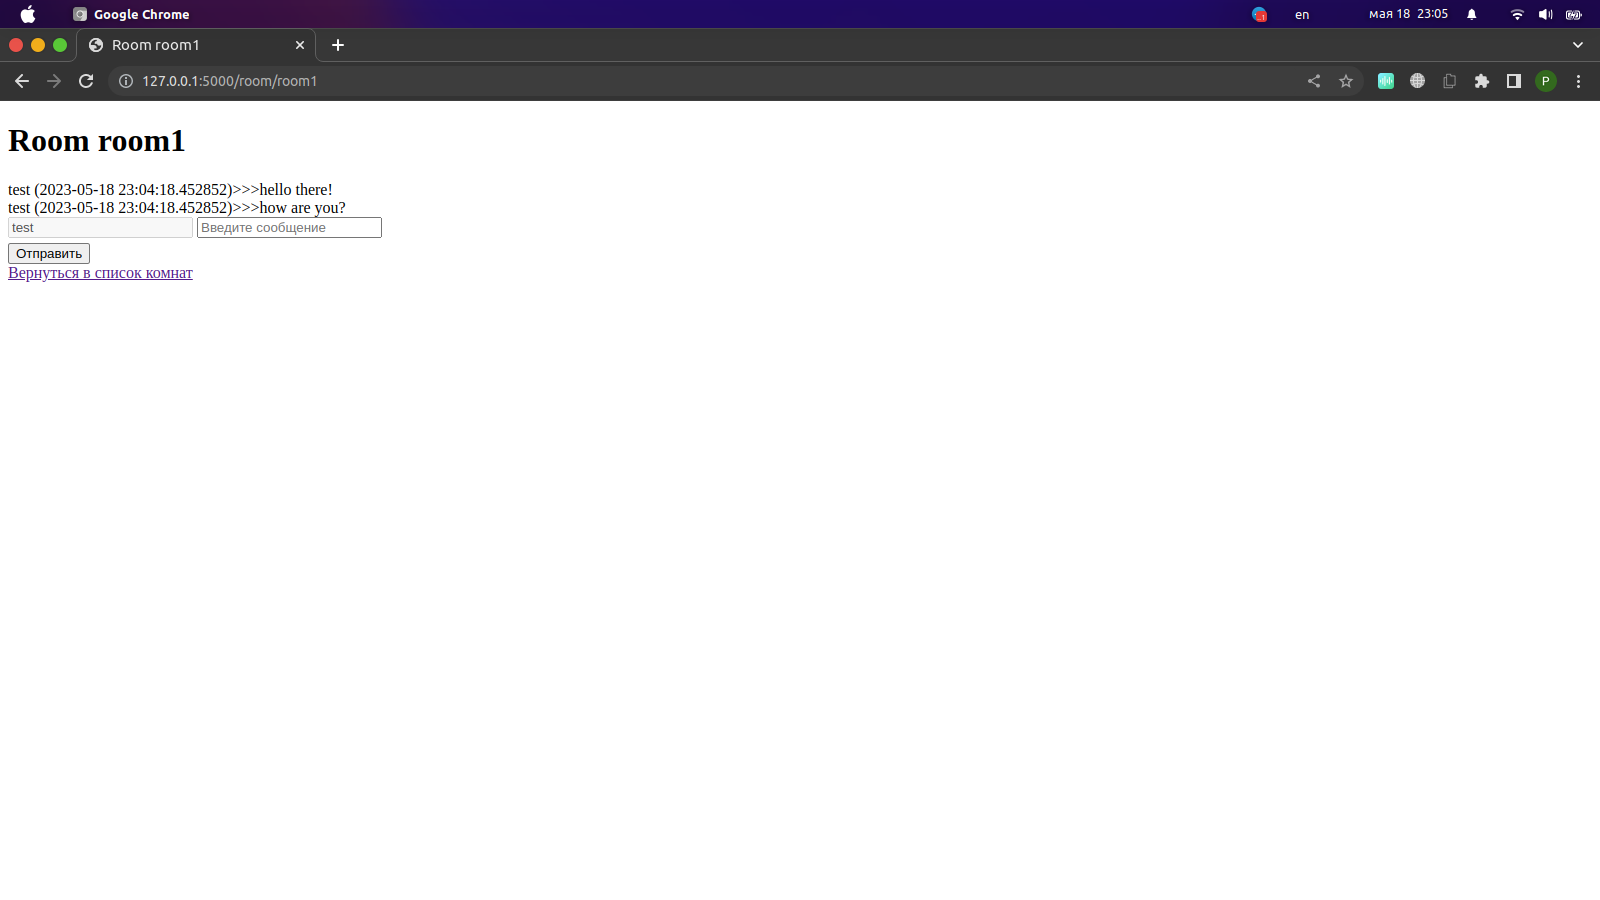 Google Chrome en мая 18 23:05
Room room1
127.0.0.1:5000/room/room1 P
Room room1
test (2023-05-18 23:04:18.452852)>>>hello there!
test (2023-05-18 23:04:18.452852)>>>how are you?
test Введите сообщение
Отправить
Вернуться в список комнат